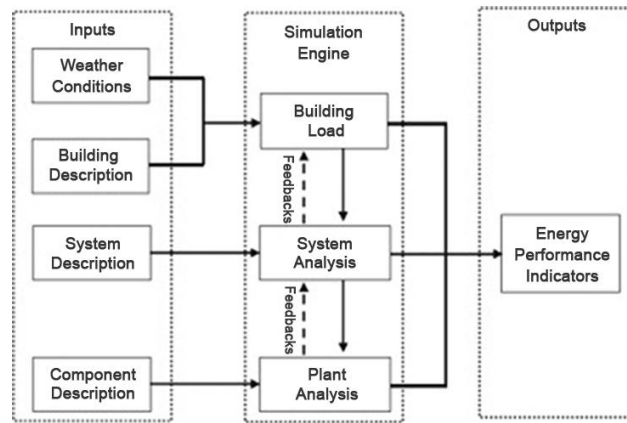 Inputs
Weather
Conditions
Building
Description
System
Description
Component
Description
Simulation
Engine
Building
Load
Feedbacks
System
Analysis
Feedbacks
Plant
Analysis
Outputs
Energy
Performance
Indicators